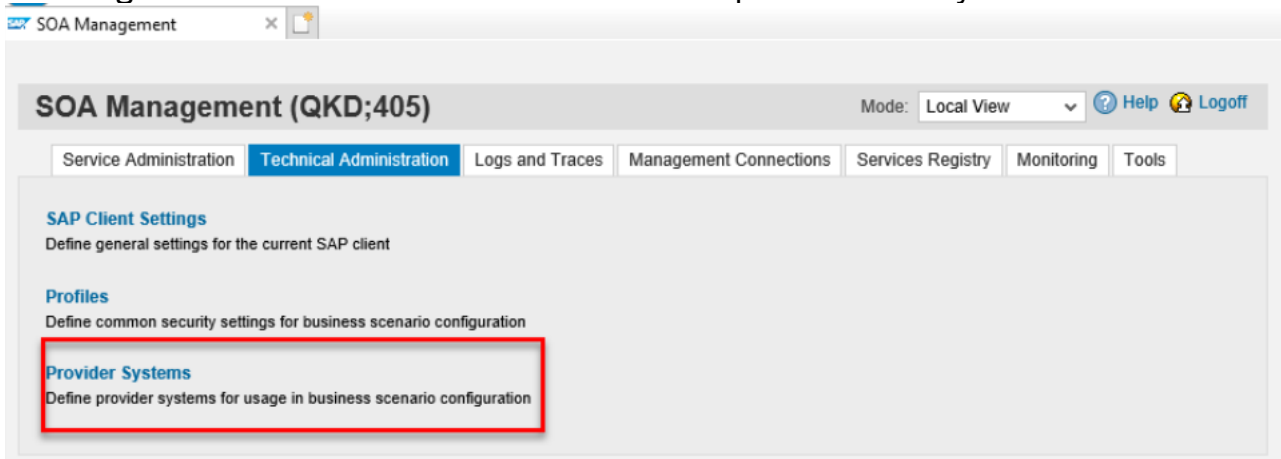 SOA Management
SOA Management (QKD;405)
Mode: Local View Help Logoff
Service Administration Technical Administration Logs and Traces Management Connections Services Registry Monitoring Tools
SAP Client Settings
Define general settings for the current SAP client
Profiles
Define common security settings for business scenario configuration
Provider Systems
Define provider systems for usage in business scenario configuration